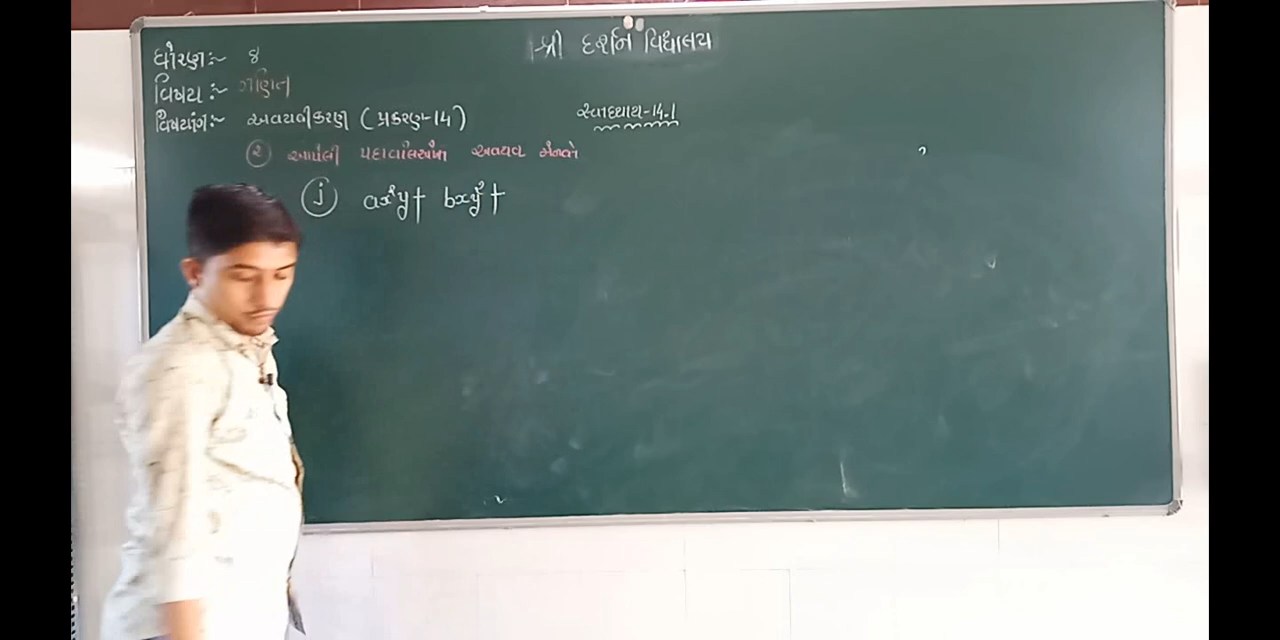 શ્રી દર્શન વિદ્યાલય
ધોરણ:- ૪
વિષય:- ગણિત
વિષયાંગ:- અવયવીકરણ (પ્રકરણ-14) સ્વાધ્યાય-14.1
(૨) આપેલી પદાવલિઓના અવયવ મેળવો
(j) ax²y + bxy² +